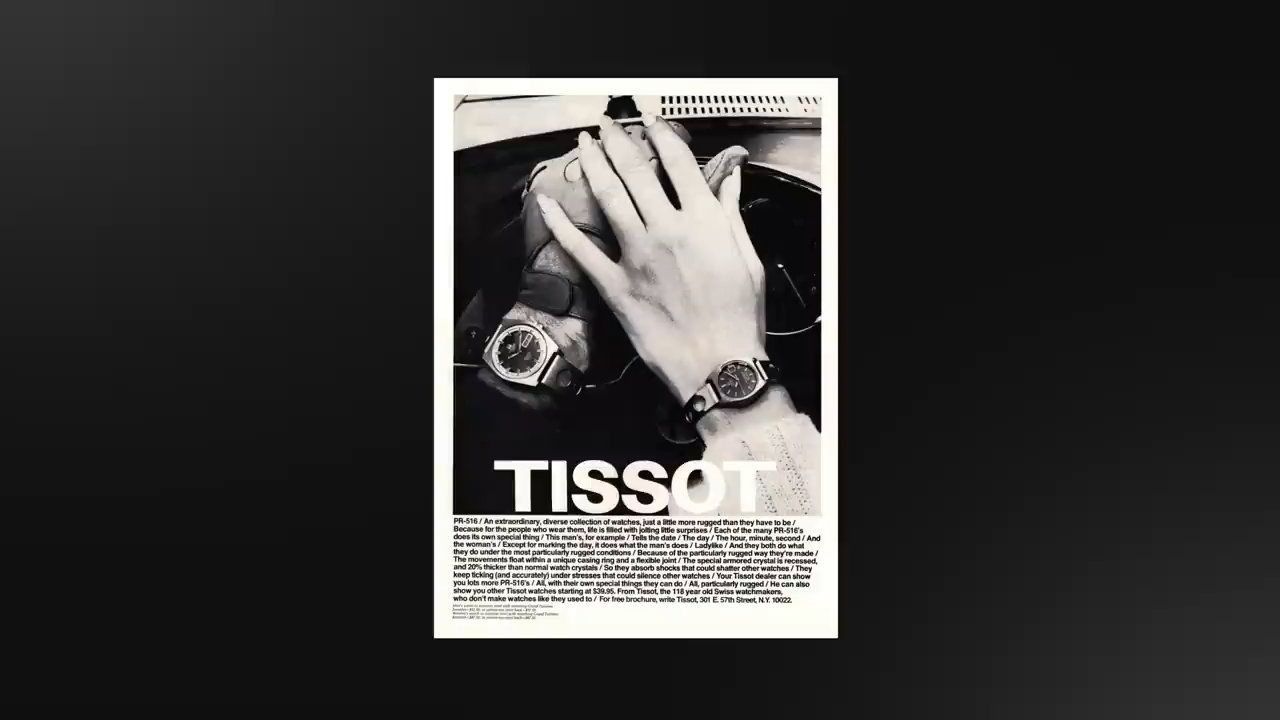 TISSOT
PR-516 / An extraordinary, diverse collection of watches, just a little more rugged than they have to be /
Because for the people who wear them, life is filled with jolting little surprises / Each of the many PR-516's
does its own special thing / This man's, for example / Tells the date / The day / The hour, minute, second / And
the woman's / Except for marking the day, it does what the man's does / Ladylike / And they both do what
they do under the most particularly rugged conditions / Because of the particularly rugged way they're made /
The movements float within a unique casing ring and a flexible joint / The special armored crystal is recessed,
and 20% thicker than normal watch crystals / So they absorb shocks that could shatter other watches / They
keep ticking (and accurately) under stresses that could silence other watches / Your Tissot dealer can show
you lots more PR-516's / All, with their own special things they can do / All, particularly rugged / He can also
show you other Tissot watches starting at $39.95. From Tissot, the 118 year old Swiss watchmakers,
who don't make watches like they used to / For free brochure, write Tissot, 301 E. 57th Street, N.Y. 10022.